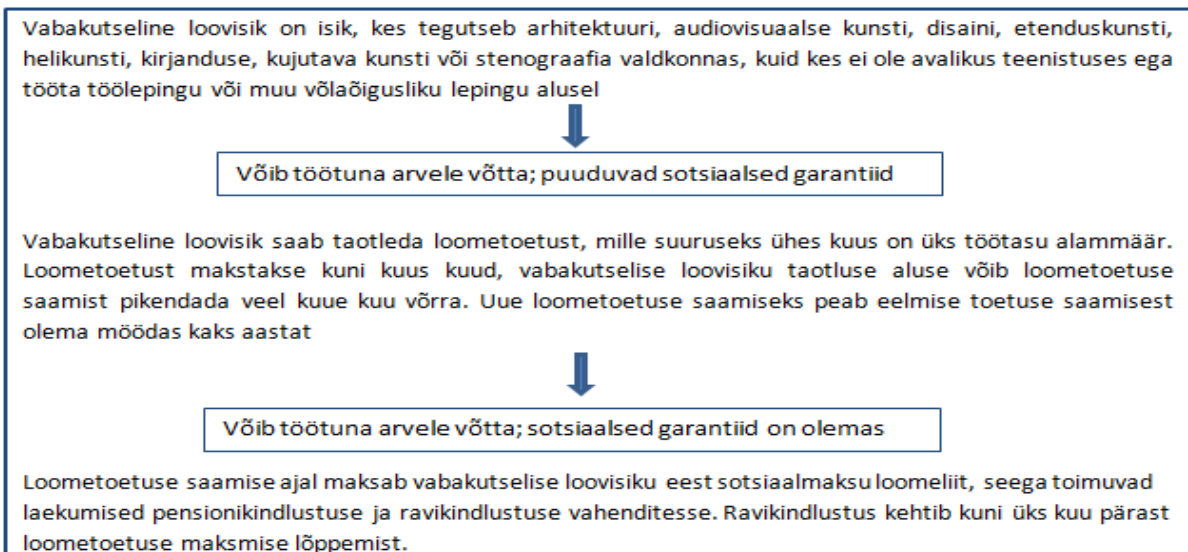 Vabakutseline loovisik on isik, kes tegutseb arhitektuuri, audiovisuaalse kunsti, disaini, etenduskunsti,
helikunsti, kirjanduse, kujutava kunsti või stenograafia valdkonnas, kuid kes ei ole avalikus teenistuses ega
tööta töölepingu või muu võlaõigusliku lepingu alusel
Võib töötuna arvele võtta; puuduvad sotsiaalsed garantiid
Vabakutseline loovisik saab taotleda loometoetust, mille suuruseks ühes kuus on üks töötasu alammäär.
Loometoetust makstakse kuni kuus kuud, vabakutselise loovisiku taotluse aluse võib loometoetuse
saamist pikendada veel kuue kuu võrra. Uue loometoetuse saamiseks peab eelmise toetuse saamisest
olema möödas kaks aastat
Võib töötuna arvele võtta; sotsiaalsed garantiid on olemas
Loometoetuse saamise ajal maksab vabakutselise loovisiku eest sotsiaalmaksu loomeliit, seega toimuvad
laekumised pensionikindlustuse ja ravikindlustuse vahenditesse. Ravikindlustus kehtib kuni üks kuu pärast
loometoetuse maksmise lõppemist.